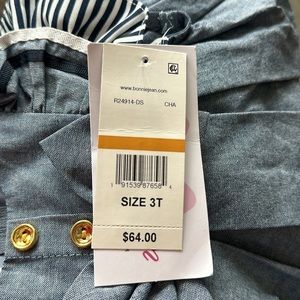 www.bonniejean.com
R24914-DS CHA
1 91539 87658 4
SIZE 3T
$64.00